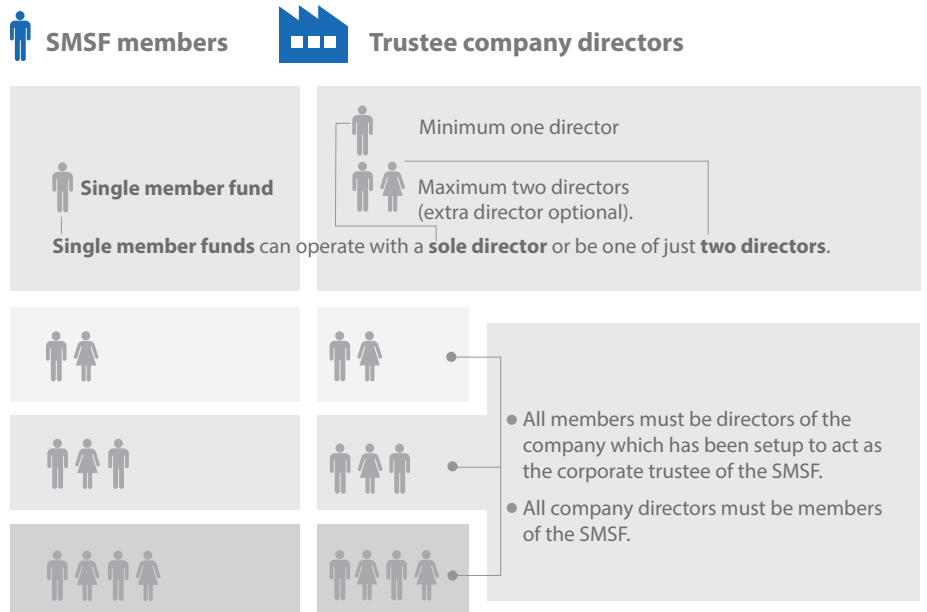 SMSF members
Trustee company directors
Minimum one director
Single member fund
Maximum two directors
(extra director optional).
Single member funds can operate with a sole director or be one of just two directors.
All members must be directors of the
company which has been setup to act as
the corporate trustee of the SMSF.
All company directors must be members
of the SMSF.